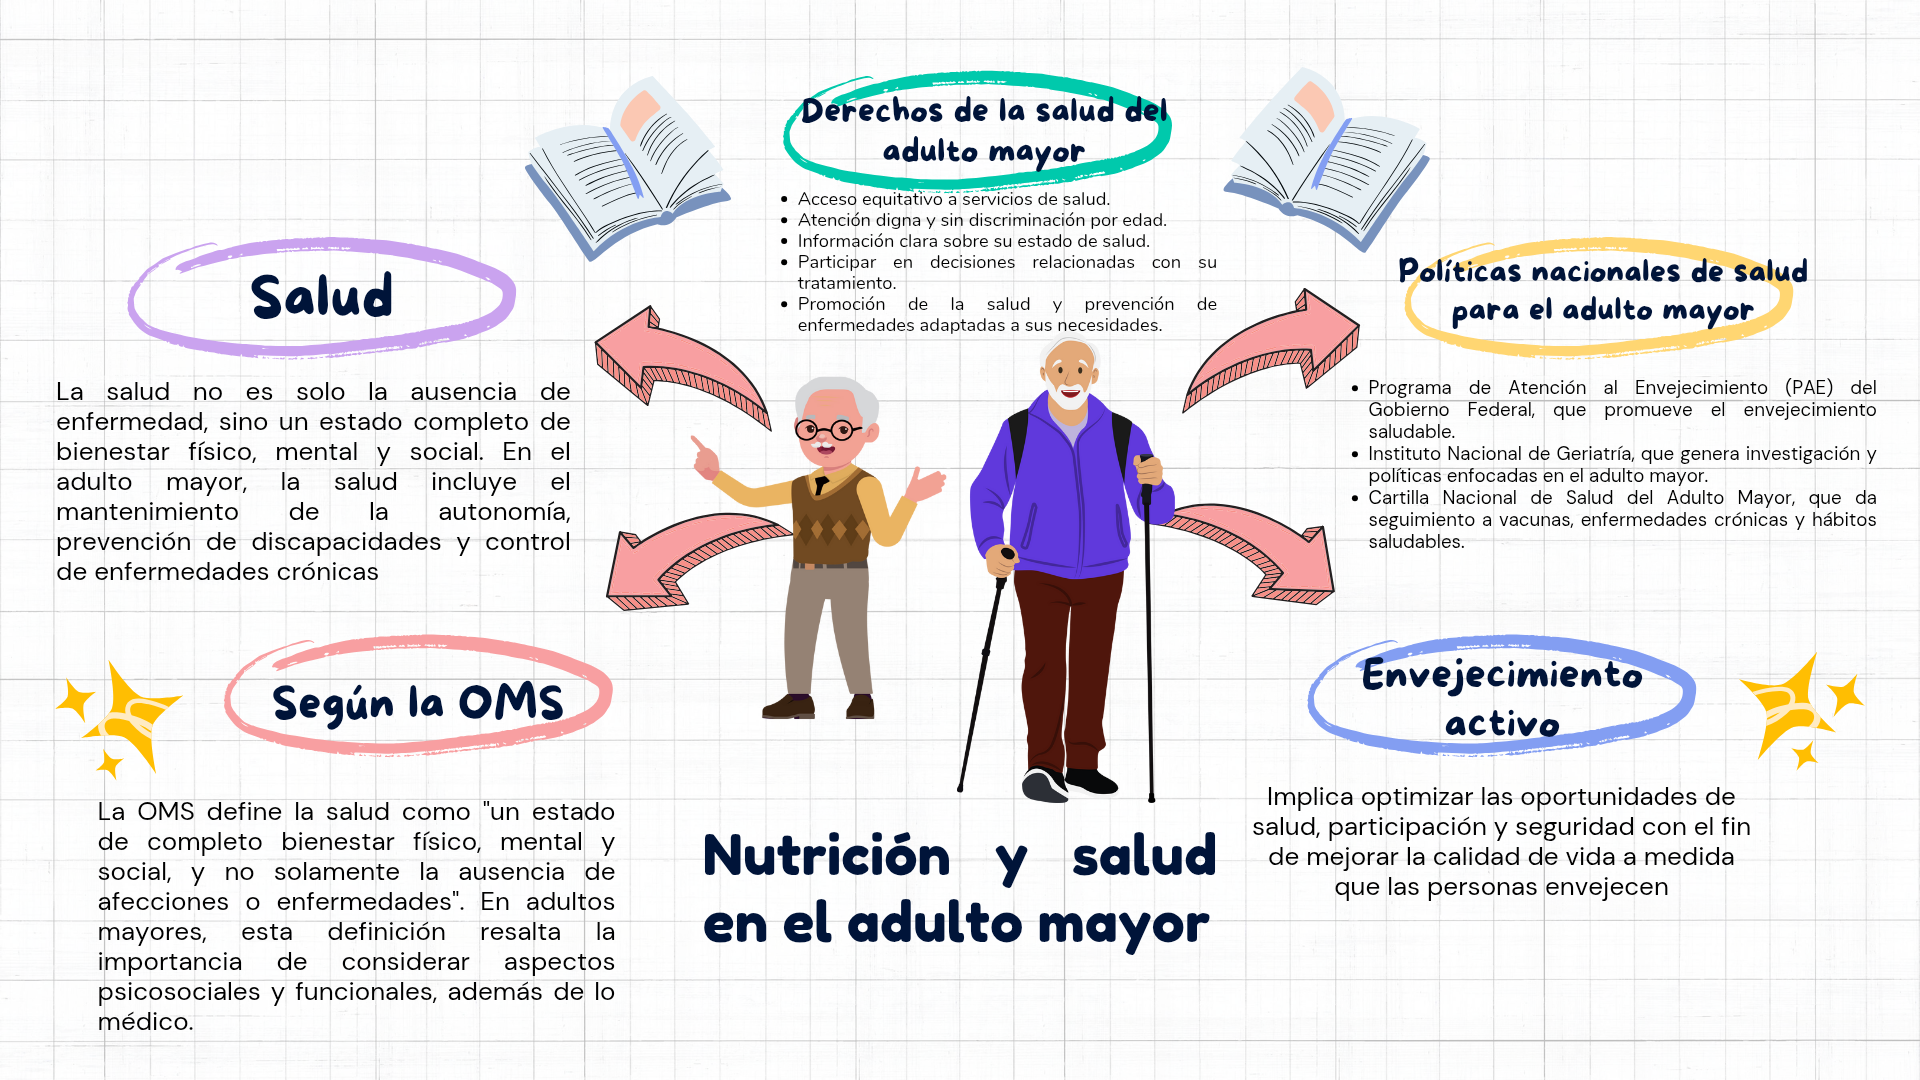 Derechos de la salud del
adulto mayor
• Acceso equitativo a servicios de salud.
• Atención digna y sin discriminación por edad.
• Información clara sobre su estado de salud.
• Participar en decisiones relacionadas con su
tratamiento.
• Promoción de la salud y prevención de
enfermedades adaptadas a sus necesidades.
Salud
La salud no es solo la ausencia de
enfermedad, sino un estado completo de
bienestar físico, mental y social. En el
adulto mayor, la salud incluye el
mantenimiento de la autonomía,
prevención de discapacidades y control
de enfermedades crónicas
Políticas nacionales de salud
para el adulto mayor
• Programa de Atención al Envejecimiento (PAE) del
Gobierno Federal, que promueve el envejecimiento
saludable.
• Instituto Nacional de Geriatría, que genera investigación y
políticas enfocadas en el adulto mayor.
• Cartilla Nacional de Salud del Adulto Mayor, que da
seguimiento a vacunas, enfermedades crónicas y hábitos
saludables.
Según la OMS
La OMS define la salud como "un estado
de completo bienestar físico, mental y
social, y no solamente la ausencia de
afecciones o enfermedades". En adultos
mayores, esta definición resalta la
importancia de considerar aspectos
psicosociales y funcionales, además de lo
médico.
Envejecimiento
activo
Implica optimizar las oportunidades de
salud, participación y seguridad con el fin
de mejorar la calidad de vida a medida
que las personas envejecen
Nutrición y salud
en el adulto mayor